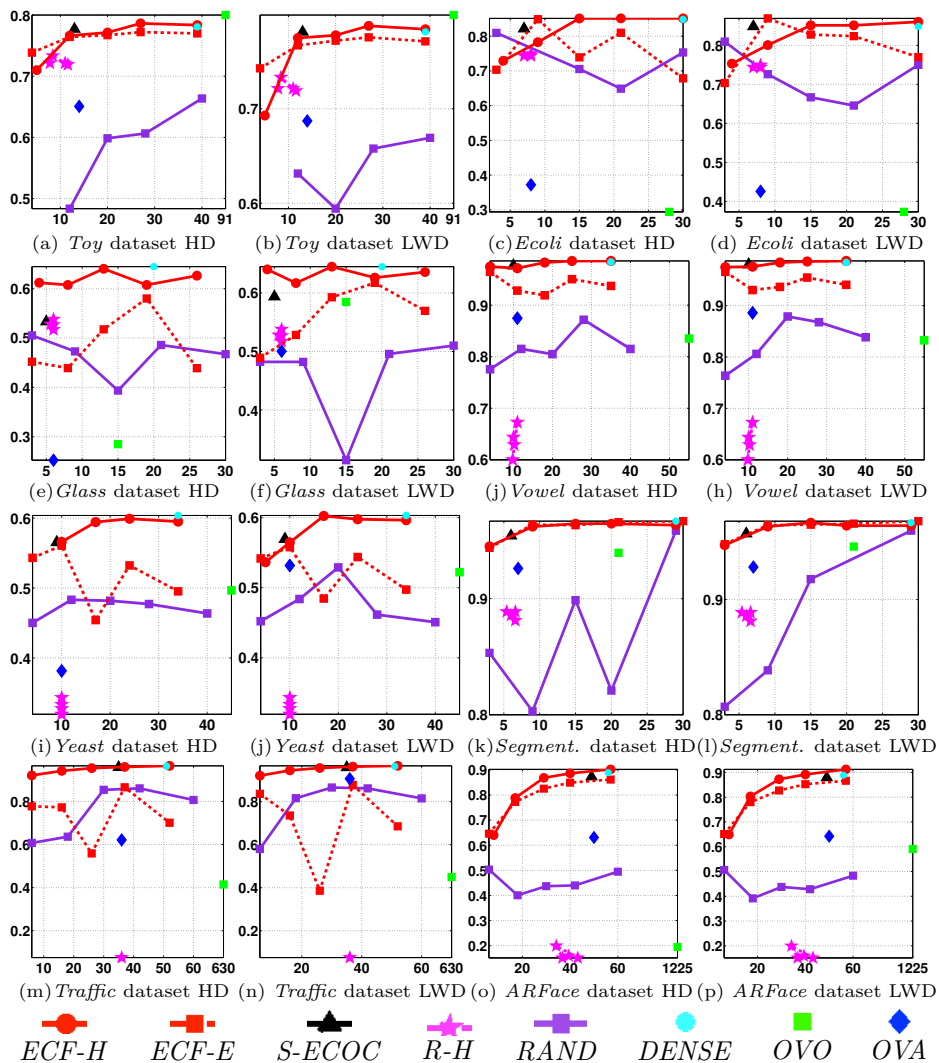 0.8
0.7
0.6
0.5
10 20 30 40 91
(a) Toy dataset HD
0.7
0.6
10 20 30 40 91
(b) Toy dataset LWD
0.8
0.7
0.6
0.5
0.4
0.3
5 10 15 20 25 30
(c) Ecoli dataset HD
0.8
0.7
0.6
0.5
0.4
5 10 15 20 25 30
(d) Ecoli dataset LWD
0.6
0.5
0.4
0.3
5 10 15 20 25 30
(e) Glass dataset HD
0.6
0.5
0.4
5 10 15 20 25 30
(f) Glass dataset LWD
0.9
0.8
0.7
0.6
10 20 30 40 50
(j) Vowel dataset HD
0.9
0.8
0.7
0.6
10 20 30 40 50
(h) Vowel dataset LWD
0.6
0.5
0.4
10 20 30 40
(i) Yeast dataset HD
0.6
0.5
0.4
10 20 30 40
(j) Yeast dataset LWD
0.9
0.8
5 10 15 20 25 30
(k) Segment. dataset HD
0.9
0.8
5 10 15 20 25 30
(l) Segment. dataset LWD
0.8
0.6
0.4
0.2
10 20 30 40 50 60 630
(m) Traffic dataset HD
0.8
0.6
0.4
0.2
20 40 60 630
(n) Traffic dataset LWD
0.9
0.8
0.7
0.6
0.5
0.4
0.3
0.2
20 40 60 1225
(o) ARFace dataset HD
0.9
0.8
0.7
0.6
0.5
0.4
0.3
0.2
20 40 60 1225
(p) ARFace dataset LWD
ECF-H ECF-E S-ECOC R-H RAND DENSE OVO OVA